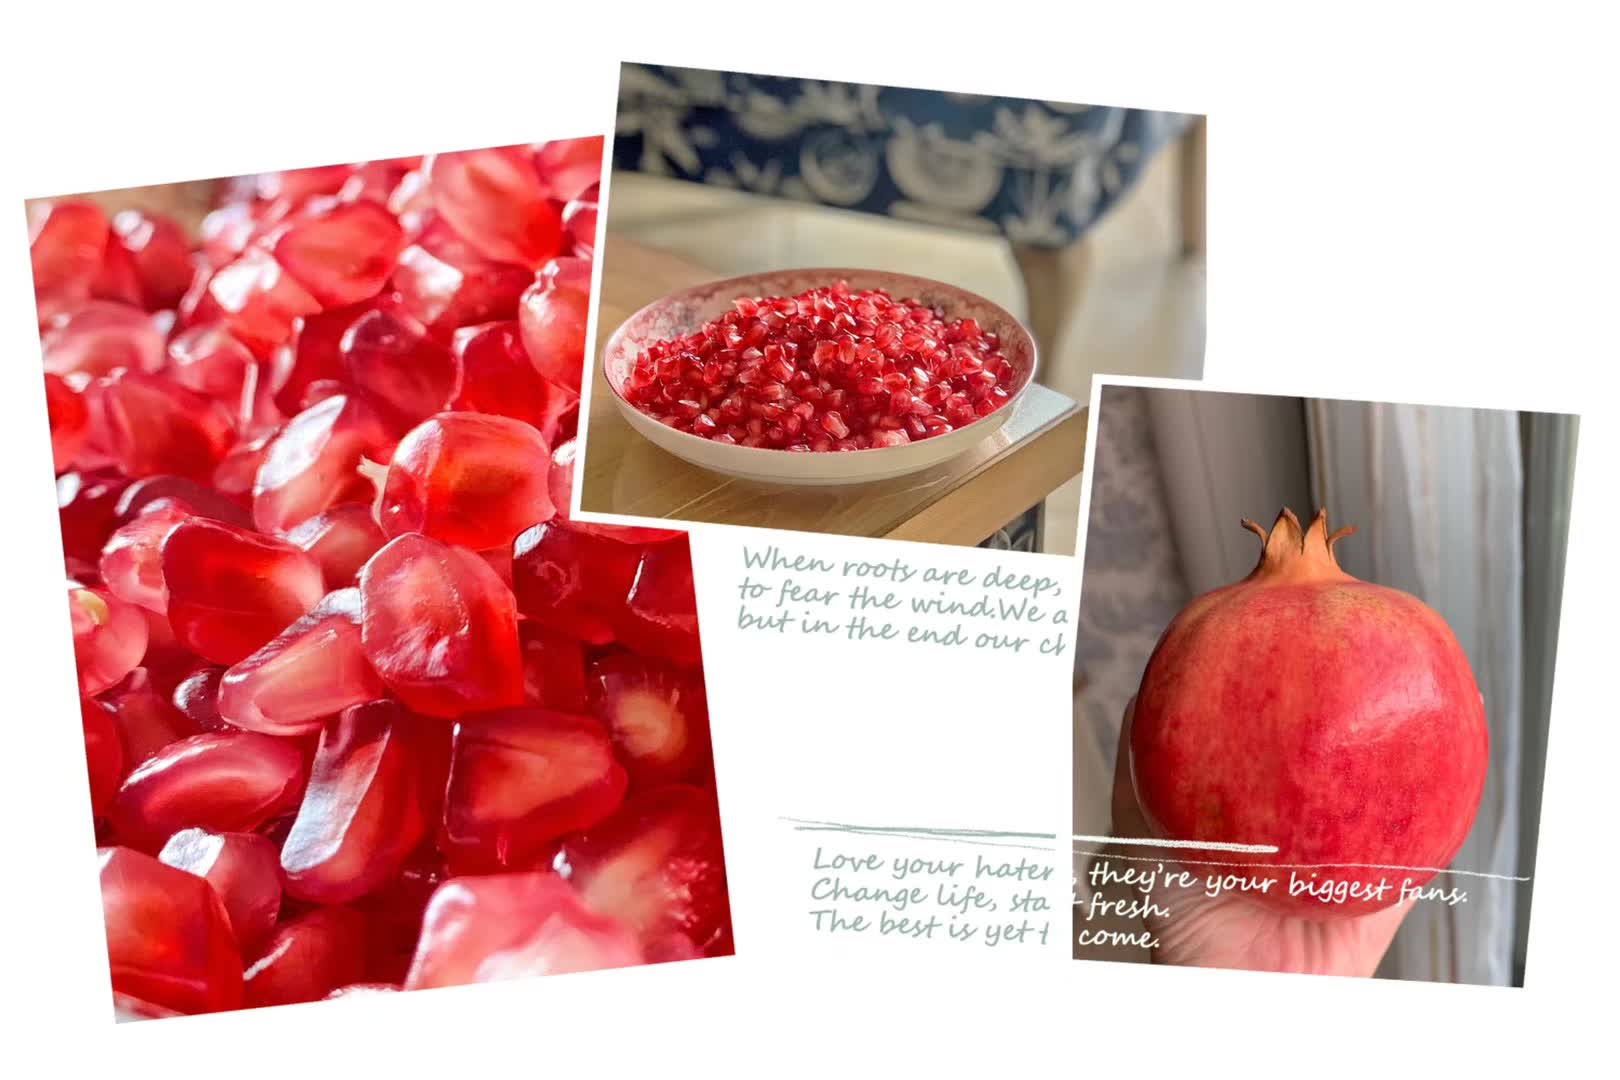 When roots are deep,
to fear the wind.We a
but in the end our ch
Love your hater, they're your biggest fans.
Change life, sta fresh.
The best is yet t come.